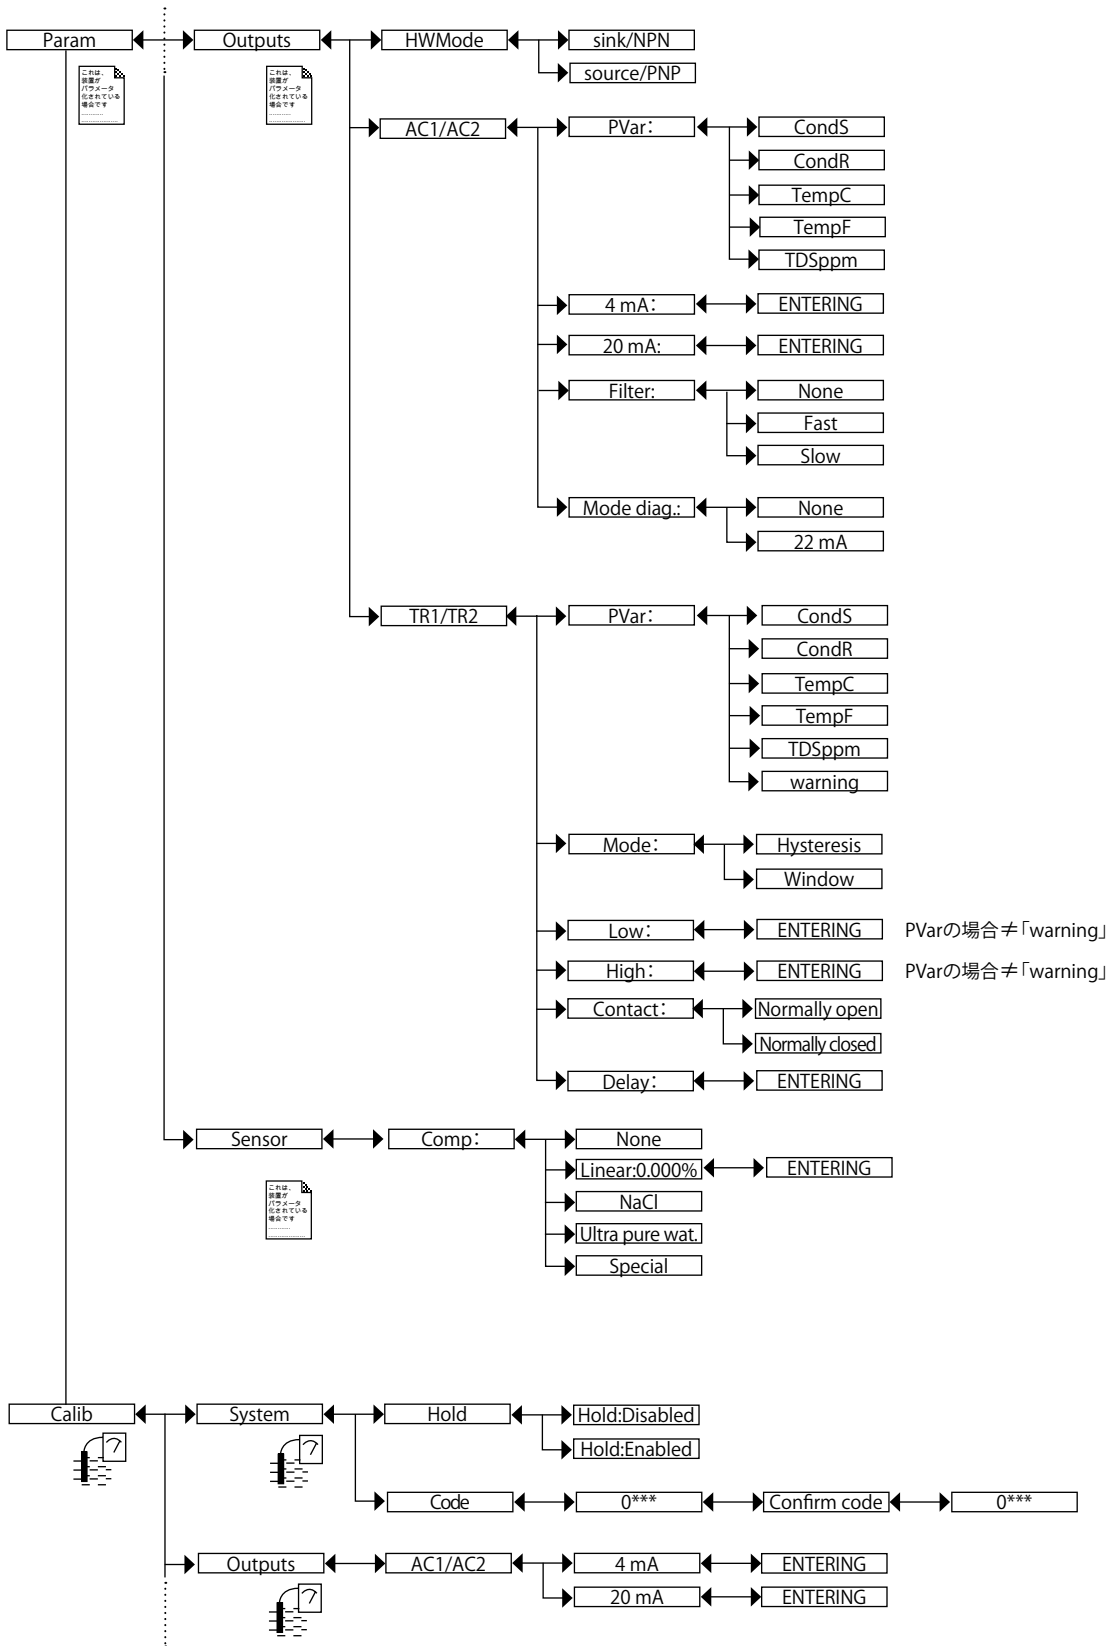 Param
Outputs
HWMode
sink/NPN
source/PNP
これは、
装置が
パラメータ
化されている
場合です
............
....................
これは、
装置が
パラメータ
化されている
場合です
............
....................
AC1/AC2
PVar:
CondS
CondR
TempC
TempF
TDSppm
4 mA:
ENTERING
20 mA:
ENTERING
Filter:
None
Fast
Slow
Mode diag.:
None
22 mA
TR1/TR2
PVar:
CondS
CondR
TempC
TempF
TDSppm
warning
Mode:
Hysteresis
Window
Low:
ENTERING
PVarの場合≠「warning」
High:
ENTERING
PVarの場合≠「warning」
Contact:
Normally open
Normally closed
Delay:
ENTERING
Sensor
Comp:
None
Linear:0.000%
ENTERING
NaCl
Ultra pure wat.
Special
これは、
装置が
パラメータ
化されている
場合です
............
....................
Calib
System
Hold
Hold:Disabled
Hold:Enabled
Code
0***
Confirm code
0***
Outputs
AC1/AC2
4 mA
ENTERING
20 mA
ENTERING